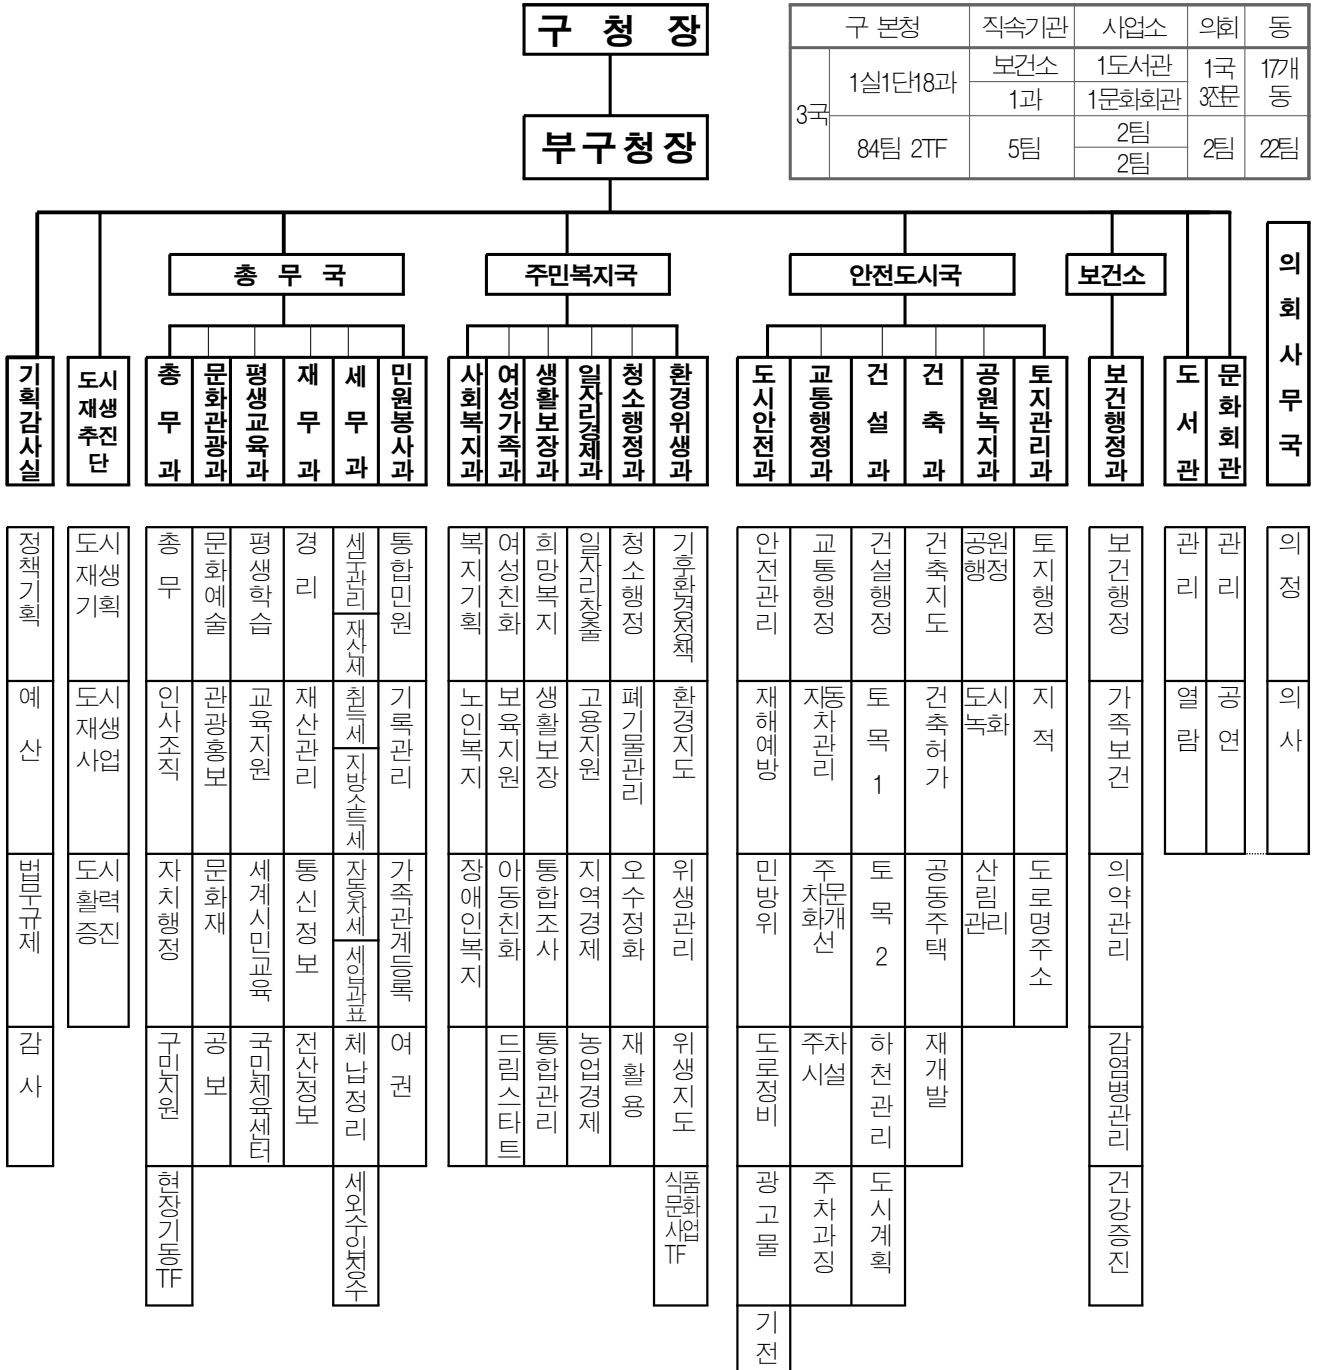 구 청 장
부구청장
구 본청 직속기관 사업소 의회 동
3국 1실1단18과 보건소 1도서관 1국 3전문 17개 동
1과 1문화회관
84팀 2TF 5팀 2팀 2팀 22팀
2팀
총 무 국
주민복지국
안전도시국
보건소
의회사무국
기획감사실
도시재생추진단
총무과
문화관광과
평생교육과
재무과
세무과
민원봉사과
사회복지과
여성가족과
생활보장과
일자리경제과
청소행정과
환경위생과
도시안전과
교통행정과
건설과
건축과
공원녹지과
토지관리과
보건행정과
도서관
문화회관
정책기획
예산
법무규제
감사
도시재생기획
도시재생사업
도시활력증진
총무
인사조직
자치행정
구민지원
현장기동TF
문화예술
관광홍보
문화재
공보
평생학습
교육지원
세계시민교육
국민체육센터
경리
재산관리
통신정보
전산정보
세무관리
재산세
취득세
지방소득세
자동차세
세입과표
체납정리
세외수입징수
통합민원
기록관리
가족관계등록
여권
복지기획
노인복지
장애인복지
여성친화
보육지원
아동친화
드림스타트
희망복지
생활보장
통합조사
통합관리
일자리창출
고용지원
지역경제
농업경제
청소행정
폐기물관리
오수정화
재활용
기후환경정책
환경지도
위생관리
위생지도
식품문화사업TF
안전관리
재해예방
민방위
도로정비
광고물
기전
교통행정
자동차관리
주차문화개선
주차시설
주차과징
건설행정
토목1
토목2
하천관리
도시계획
건축지도
건축허가
공동주택
재개발
공원행정
도시녹화
산림관리
토지행정
지적
도로명주소
보건행정
가족보건
의약관리
감염병관리
건강증진
관리
열람
관리
공연
의정
의사